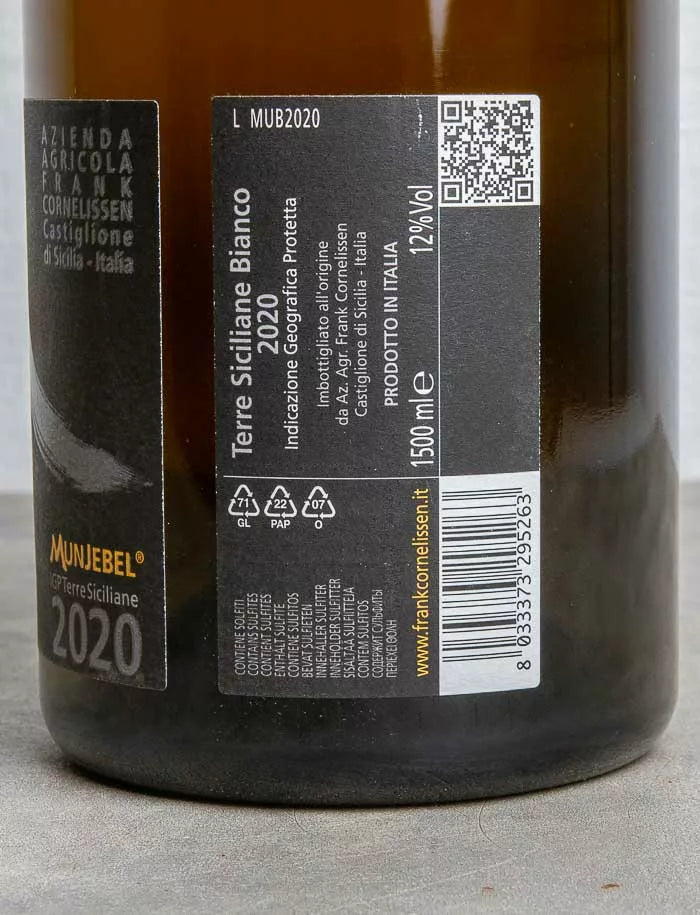 AZIENDA
AGRICOLA
FRANK
CORNELISSEN
Castiglione
di Sicilia - Italia
MUNJEBEL®
IGP Terre Siciliane
2020
L MUB2020
Terre Siciliane Bianco
2020
Indicazione Geografica Protetta
Imbottigliato all'origine
da Az. Agr. Frank Cornelissen
Castiglione di Sicilia - Italia
PRODOTTO IN ITALIA
1500 ml e 12%Vol
71
GL
22
PAP
07
O
CONTIENE SOLFITI
CONTAINS SULFITES
CONTIENT SULFITES
ENTHÄLT SULFITE
CONTIENE SULFITOS
BEVAT SULFIETEN
INNEHALLER SULFITER
INDEHOLDER SULFITTER
SISALTAA SULFIITTEJA
CONTEM SULFITOS
СОДЕРЖИТ СУЛЬФИТЫ
ΠΕΡΙΕΧΕΙ ΘΟΛΗ
www.frankcornelissen.it
8 033373 295263